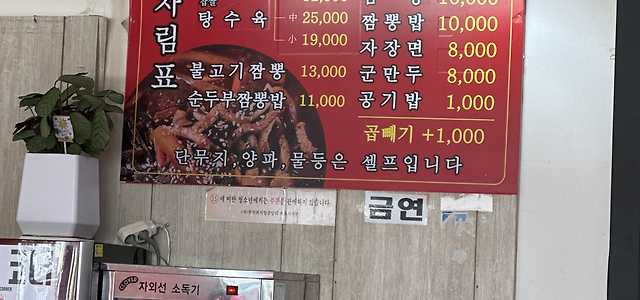 차림표
탕수육
中 25,000
小 19,000
불고기짬뽕 13,000
순두부짬뽕밥 11,000
짬뽕밥 10,000
자장면 8,000
군만두 8,000
공기밥 1,000
곱빼기 +1,000
단무지,양파,물등은 셀프입니다
금연
코너
CLOVER 자외선 소독기